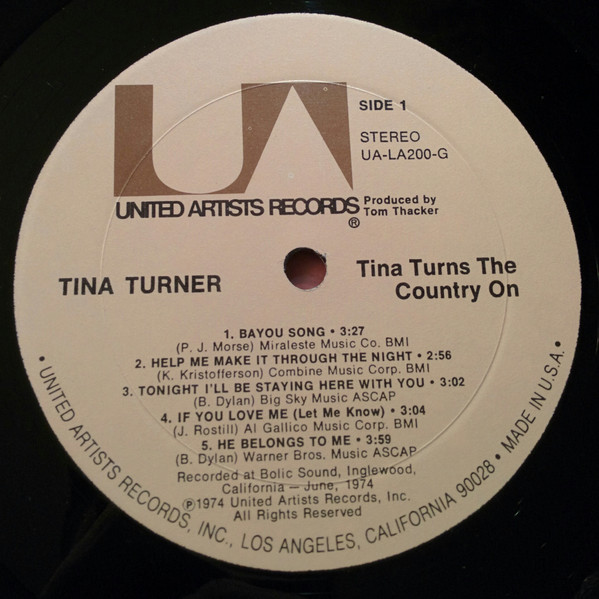 UA
SIDE 1
STEREO
UA-LA200-G
UNITED ARTISTS RECORDS
®
Produced by
Tom Thacker
TINA TURNER
Tina Turns The
Country On
1. BAYOU SONG • 3:27
(P. J. Morse) Miraleste Music Co. BMI
2. HELP ME MAKE IT THROUGH THE NIGHT • 2:56
(K. Kristofferson) Combine Music Corp. BMI
3. TONIGHT I'LL BE STAYING HERE WITH YOU • 3:02
(B. Dylan) Big Sky Music ASCAP
4. IF YOU LOVE ME (Let Me Know) • 3:04
(J. Rostill) Al Gallico Music Corp. BMI
5. HE BELONGS TO ME • 3:59
(B. Dylan) Warner Bros. Music ASCAP
Recorded at Bolic Sound, Inglewood,
California — June, 1974
℗1974 United Artists Records, Inc.
All Rights Reserved
• UNITED ARTISTS RECORDS, INC., LOS ANGELES, CALIFORNIA 90028 • MADE IN U.S.A. •